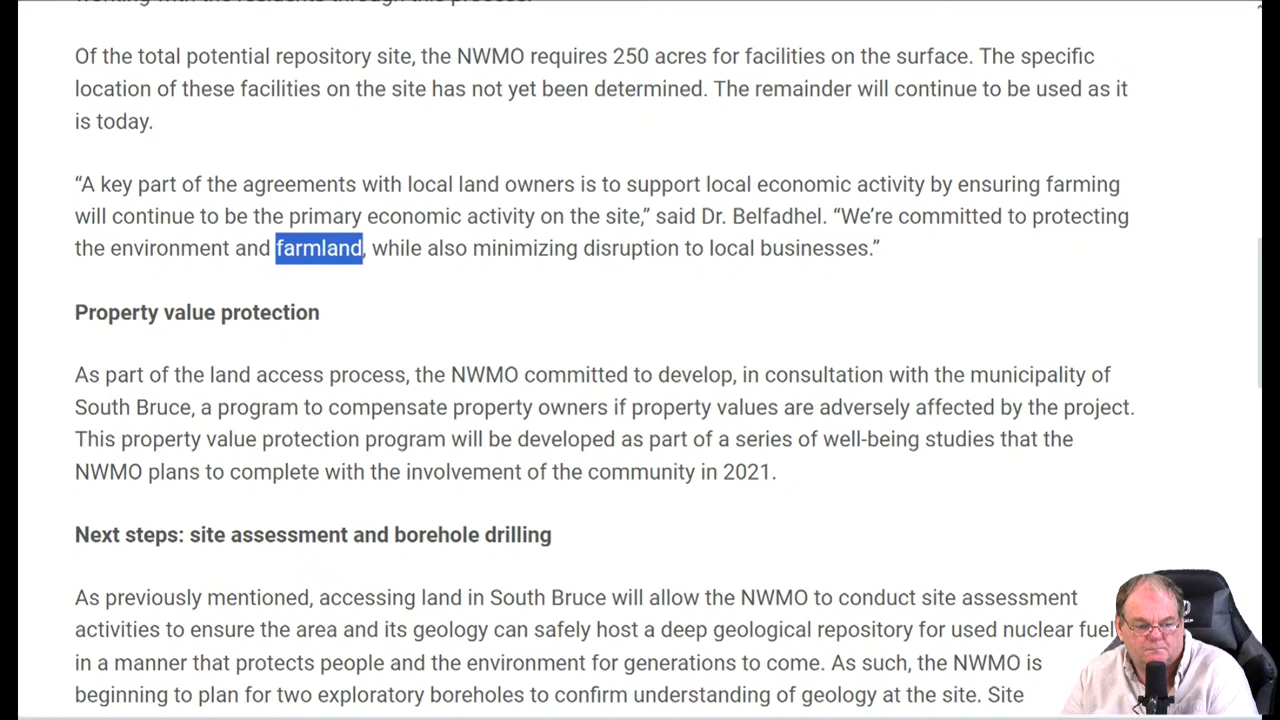 working with the residents through this process.
Of the total potential repository site, the NWMO requires 250 acres for facilities on the surface. The specific
location of these facilities on the site has not yet been determined. The remainder will continue to be used as it
is today.
“A key part of the agreements with local land owners is to support local economic activity by ensuring farming
will continue to be the primary economic activity on the site,” said Dr. Belfadhel. “We’re committed to protecting
the environment and farmland, while also minimizing disruption to local businesses.”
Property value protection
As part of the land access process, the NWMO committed to develop, in consultation with the municipality of
South Bruce, a program to compensate property owners if property values are adversely affected by the project.
This property value protection program will be developed as part of a series of well-being studies that the
NWMO plans to complete with the involvement of the community in 2021.
Next steps: site assessment and borehole drilling
As previously mentioned, accessing land in South Bruce will allow the NWMO to conduct site assessment
activities to ensure the area and its geology can safely host a deep geological repository for used nuclear fuel
in a manner that protects people and the environment for generations to come. As such, the NWMO is
beginning to plan for two exploratory boreholes to confirm understanding of geology at the site. Site